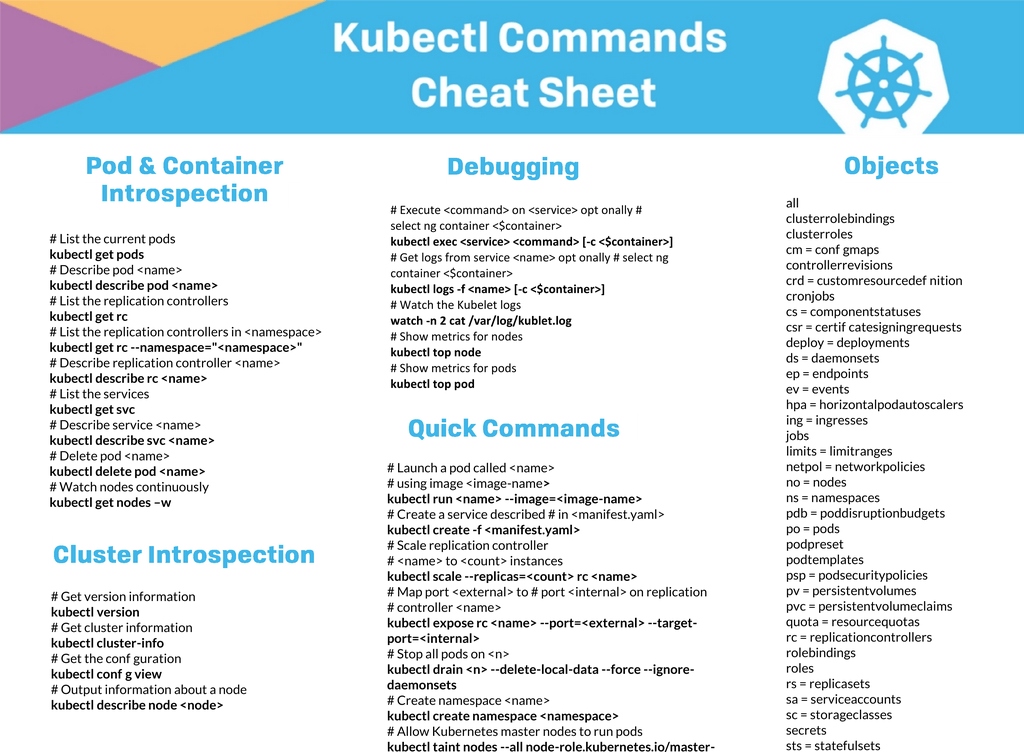 Kubectl Commands
Cheat Sheet
Pod & Container
Introspection
# List the current pods
kubectl get pods
# Describe pod <name>
kubectl describe pod <name>
# List the replication controllers
kubectl get rc
# List the replication controllers in <namespace>
kubectl get rc --namespace="<namespace>"
# Describe replication controller <name>
kubectl describe rc <name>
# List the services
kubectl get svc
# Describe service <name>
kubectl describe svc <name>
# Delete pod <name>
kubectl delete pod <name>
# Watch nodes continuously
kubectl get nodes –w
Cluster Introspection
# Get version information
kubectl version
# Get cluster information
kubectl cluster-info
# Get the conf guration
kubectl conf g view
# Output information about a node
kubectl describe node <node>
Debugging
# Execute <command> on <service> opt onally #
select ng container <$container>
kubectl exec <service> <command> [-c <$container>]
# Get logs from service <name> opt onally # select ng
container <$container>
kubectl logs -f <name> [-c <$container>]
# Watch the Kubelet logs
watch -n 2 cat /var/log/kublet.log
# Show metrics for nodes
kubectl top node
# Show metrics for pods
kubectl top pod
Quick Commands
# Launch a pod called <name>
# using image <image-name>
kubectl run <name> --image=<image-name>
# Create a service described # in <manifest.yaml>
kubectl create -f <manifest.yaml>
# Scale replication controller
# <name> to <count> instances
kubectl scale --replicas=<count> rc <name>
# Map port <external> to # port <internal> on replication
# controller <name>
kubectl expose rc <name> --port=<external> --target-
port=<internal>
# Stop all pods on <n>
kubectl drain <n> --delete-local-data --force --ignore-
daemonsets
# Create namespace <name>
kubectl create namespace <namespace>
# Allow Kubernetes master nodes to run pods
kubectl taint nodes --all node-role.kubernetes.io/master-
Objects
all
clusterrolebindings
clusterroles
cm = conf gmaps
controllerrevisions
crd = customresourcedef nition
cronjobs
cs = componentstatuses
csr = certif catesigningrequests
deploy = deployments
ds = daemonsets
ep = endpoints
ev = events
hpa = horizontalpodautoscalers
ing = ingresses
jobs
limits = limitranges
netpol = networkpolicies
no = nodes
ns = namespaces
pdb = poddisruptionbudgets
po = pods
podpreset
podtemplates
psp = podsecuritypolicies
pv = persistentvolumes
pvc = persistentvolumeclaims
quota = resourcequotas
rc = replicationcontrollers
rolebindings
roles
rs = replicasets
sa = serviceaccounts
sc = storageclasses
secrets
sts = statefulsets